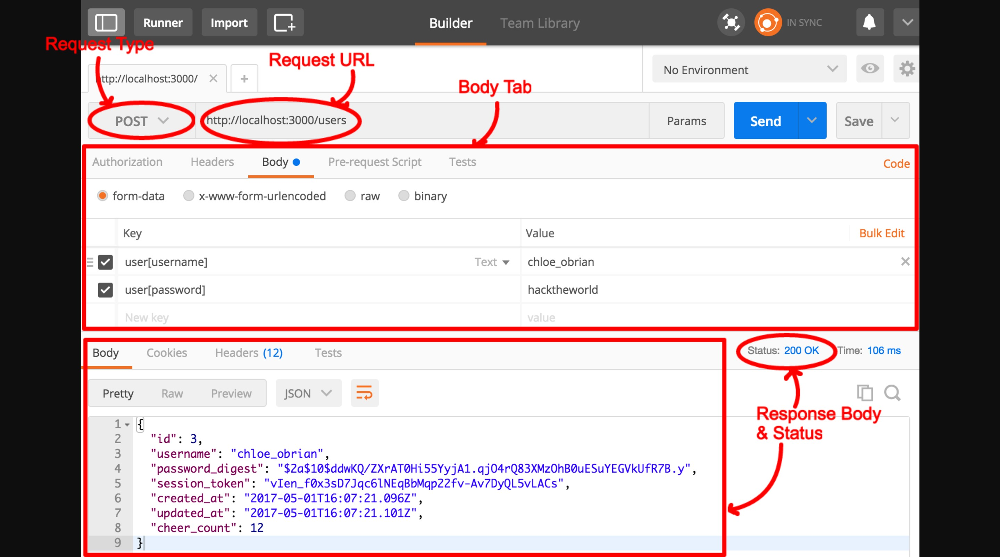 Runner Import Builder Team Library IN SYNC
Request Type
Request URL
ttp://localhost:3000/ No Environment
Body Tab
POST http://localhost:3000/users Params Send Save
Authorization Headers Body Pre-request Script Tests Code
form-data x-www-form-urlencoded raw binary
Key Value Bulk Edit
user[username] Text chloe_obrian
user[password] hacktheworld
New key value
Body Cookies Headers (12) Tests Status: 200 OK Time: 106 ms
Pretty Raw Preview JSON
Response Body
& Status
1 {
2 "id": 3,
3 "username": "chloe_obrian",
4 "password_digest": "$2a$10$ddwKQ/ZXrAT0Hi55YyjA1.qjO4rQ83XMzOhB0uESuYEGVkUfR7B.y",
5 "session_token": "vIen_f0x3sD7Jqc6lNEqBbMqp22fv-Av7DyQL5vLACs",
6 "created_at": "2017-05-01T16:07:21.096Z",
7 "updated_at": "2017-05-01T16:07:21.101Z",
8 "cheer_count": 12
9 }